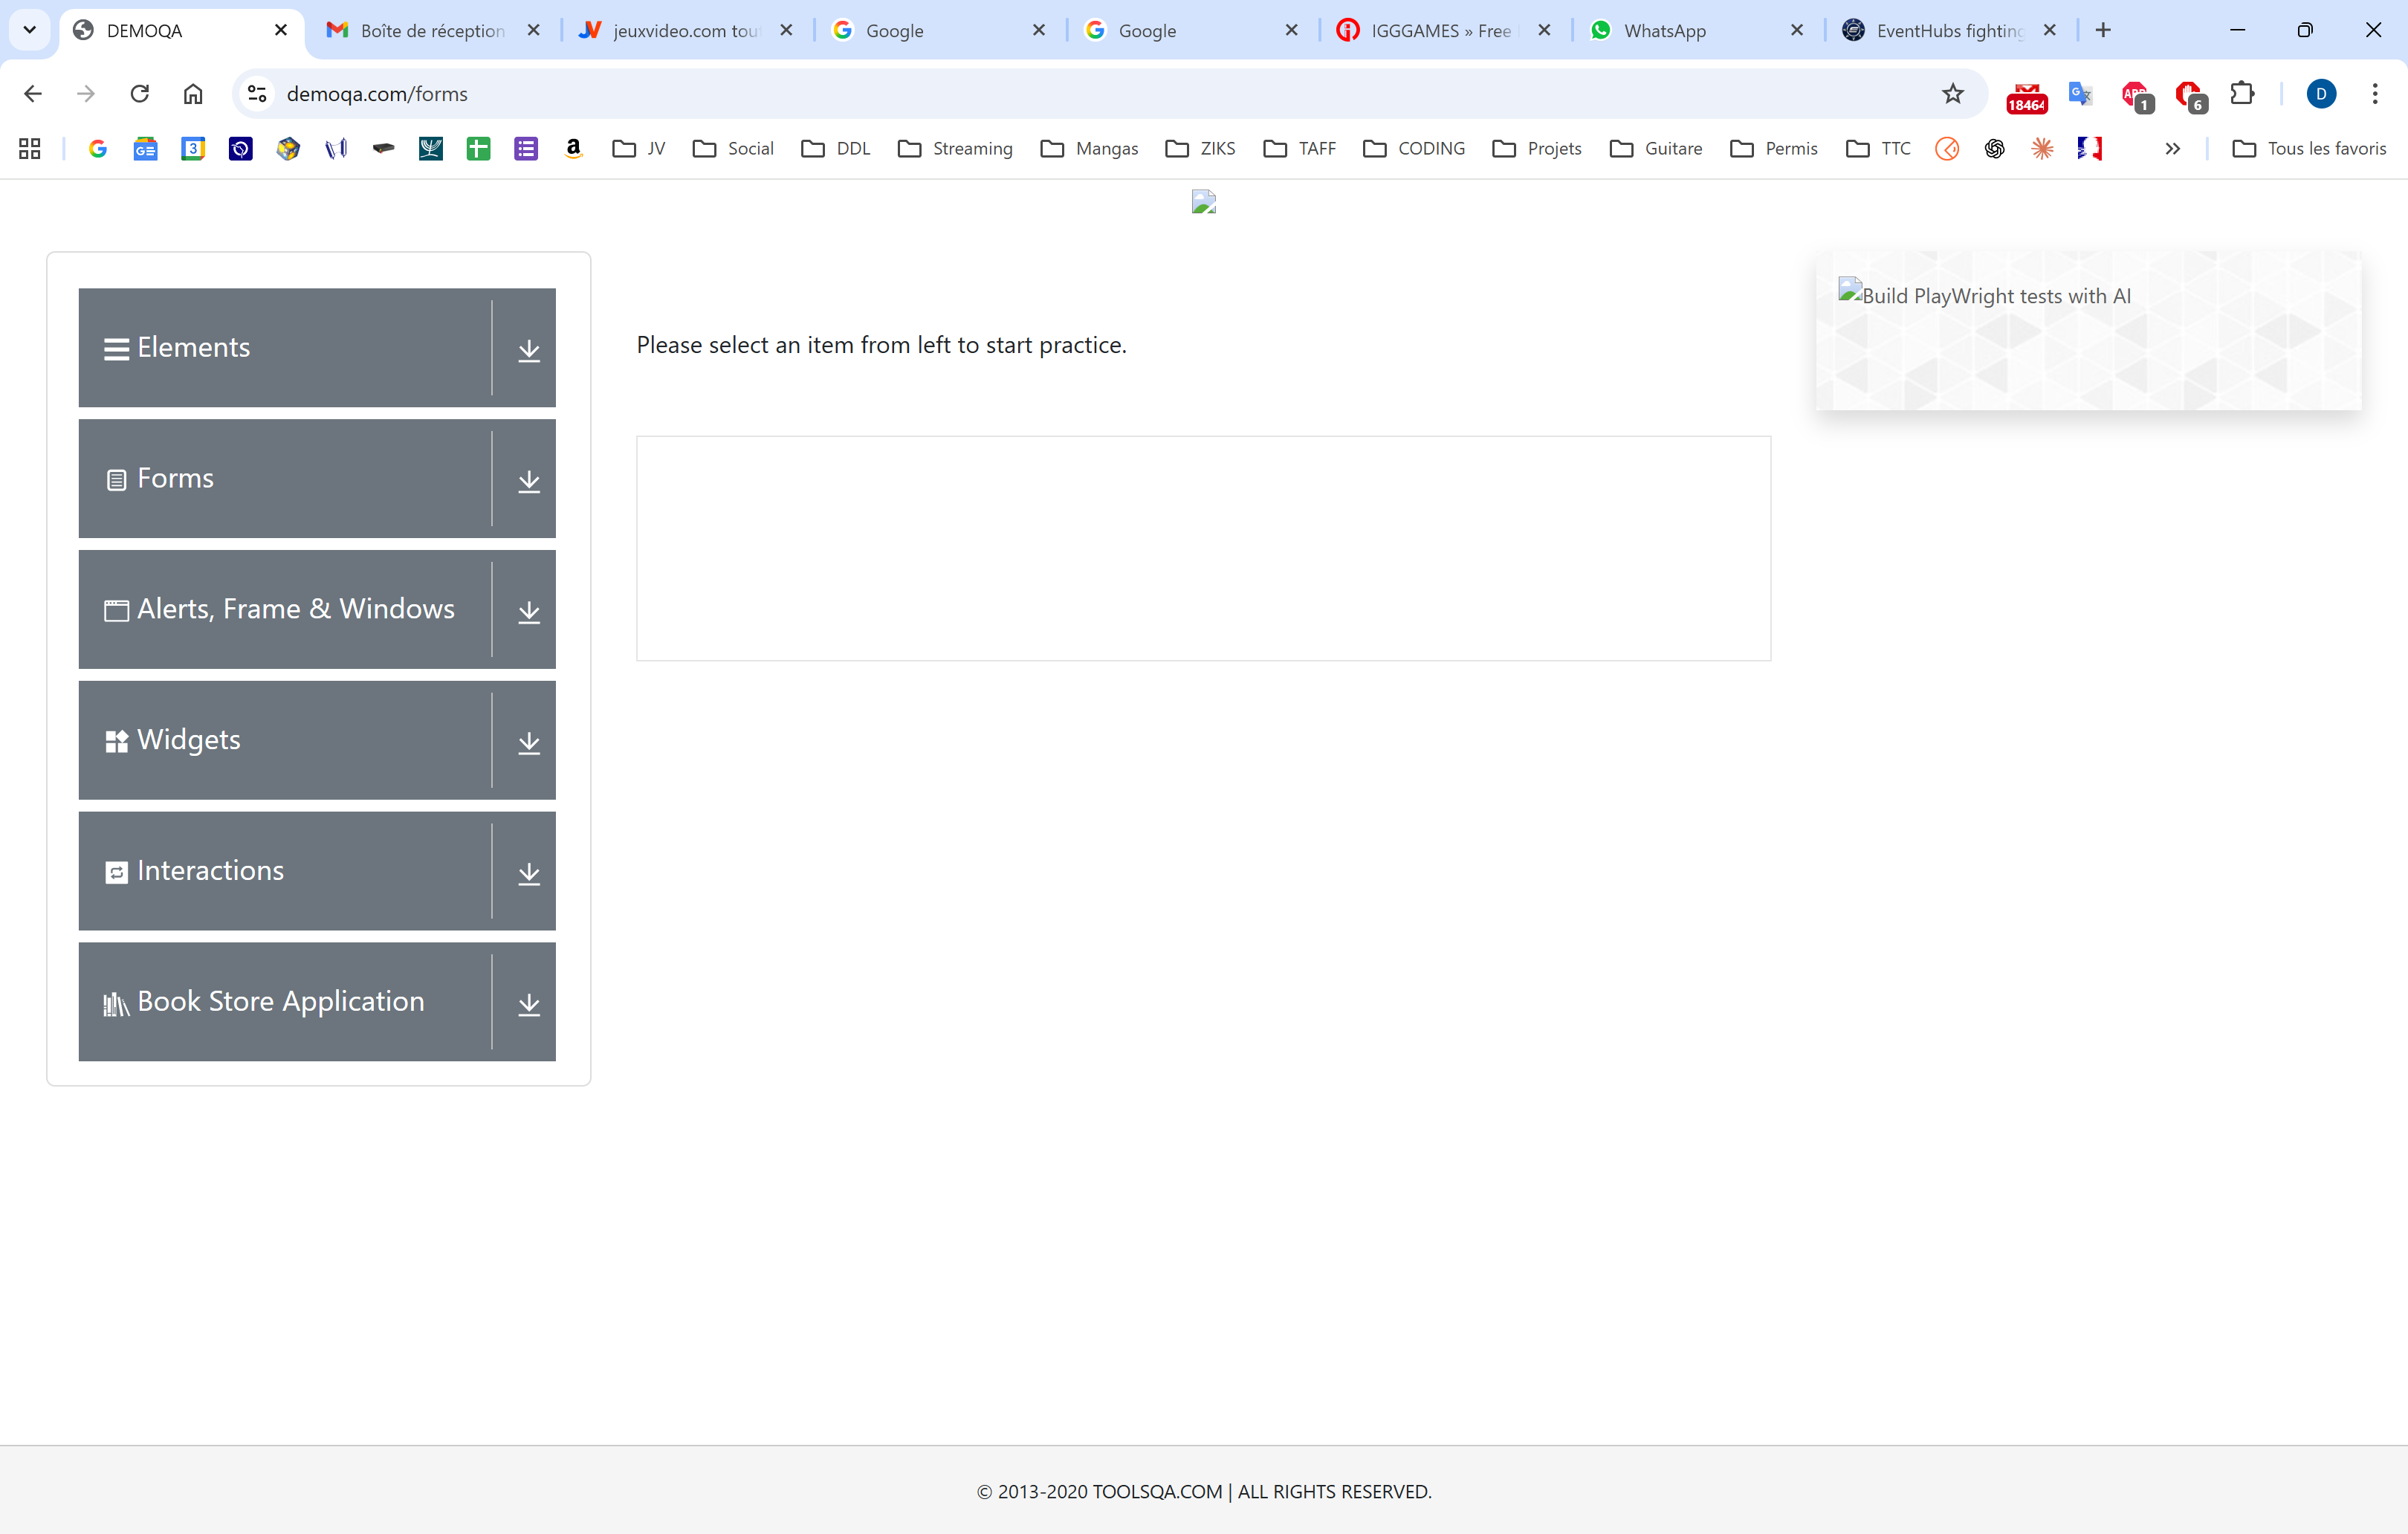 DEMOQA
Boîte de réception
jeuxvideo.com tou
Google
Google
IGGGAMES » Free
WhatsApp
EventHubs fighting
demoqa.com/forms
18464
1
6
D
3
JV
Social
DDL
Streaming
Mangas
ZIKS
TAFF
CODING
Projets
Guitare
Permis
TTC
Tous les favoris
Elements
Forms
Alerts, Frame & Windows
Widgets
Interactions
Book Store Application
Please select an item from left to start practice.
Build PlayWright tests with AI
© 2013-2020 TOOLSQA.COM | ALL RIGHTS RESERVED.